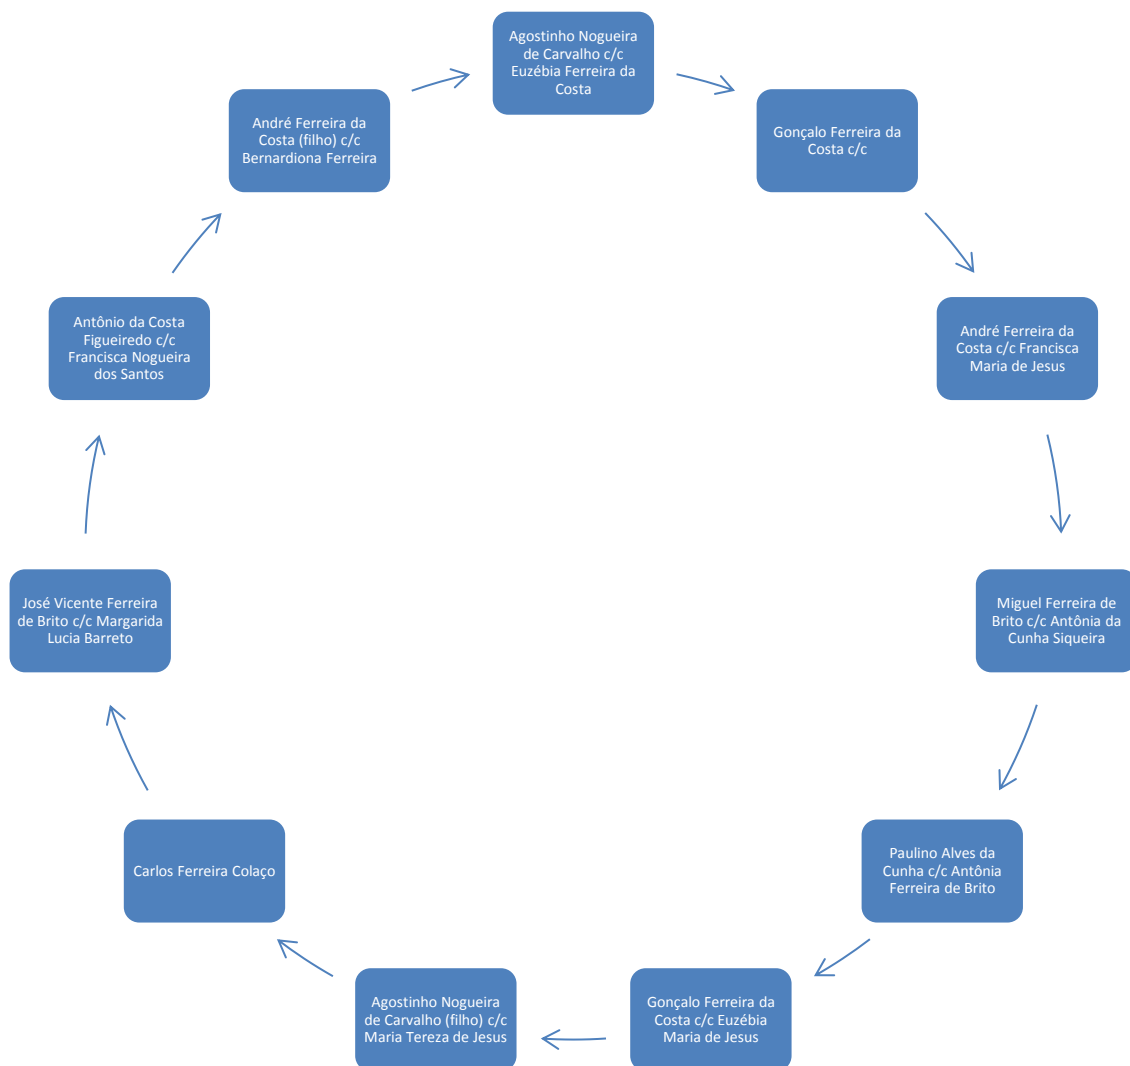 Agostinho Nogueira
de Carvalho c/c
Euzébia Ferreira da
Costa
Gonçalo Ferreira da
Costa c/c
André Ferreira da
Costa c/c Francisca
Maria de Jesus
Miguel Ferreira de
Brito c/c Antônia da
Cunha Siqueira
Paulino Alves da
Cunha c/c Antônia
Ferreira de Brito
Gonçalo Ferreira da
Costa c/c Euzébia
Maria de Jesus
Agostinho Nogueira
de Carvalho (filho) c/c
Maria Tereza de Jesus
Carlos Ferreira Colaço
José Vicente Ferreira
de Brito c/c Margarida
Lucia Barreto
Antônio da Costa
Figueiredo c/c
Francisca Nogueira
dos Santos
André Ferreira da
Costa (filho) c/c
Bernardiona Ferreira